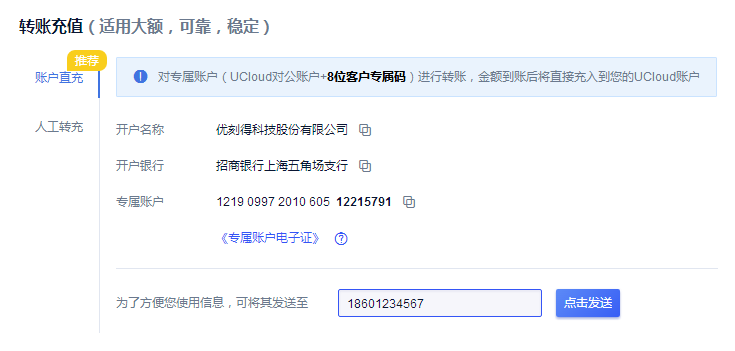 转账充值（适用大额，可靠，稳定）
推荐
账户直充
对专属账户（UCloud对公账户+8位客户专属码）进行转账，金额到账后将直接充入到您的UCloud账户
人工转充
开户名称 优刻得科技股份有限公司
开户银行 招商银行上海五角场支行
专属账户 1219 0997 2010 605 12215791
《专属账户电子证》
为了方便您使用信息，可将其发送至 18601234567 点击发送